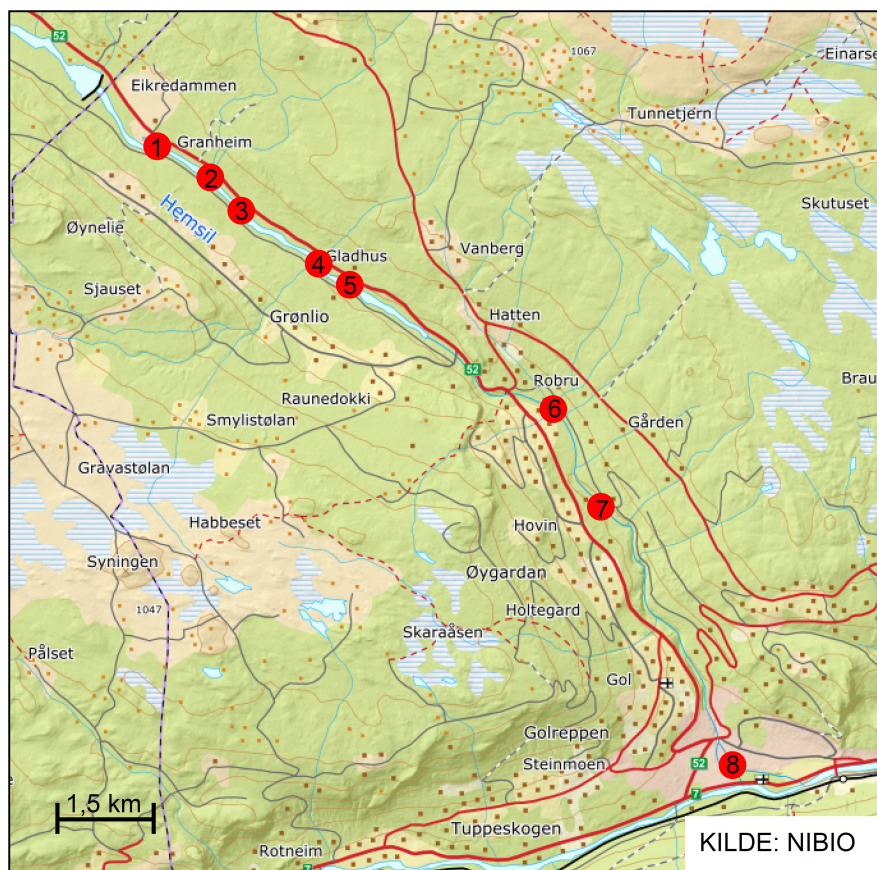 52
1067
Einarse
Eikredammen
Tunnetjern
1
Granheim
2
Skutuset
3
Hemsil
Øynelie
Vanberg
4
Gladhus
5
Sjauset
Grønlio
Hatten
52
Robru
Brau
Raunedokki
6
Smylistølan
Gården
Gravastølan
7
Habbeset
Hovin
Syningen
Øygardan
1047
Holtegard
Skaraåsen
Pålset
Gol
Golreppen
Steinmoen
52
8
7
1,5 km
Tuppeskogen
KILDE: NIBIO
Rotneim
7